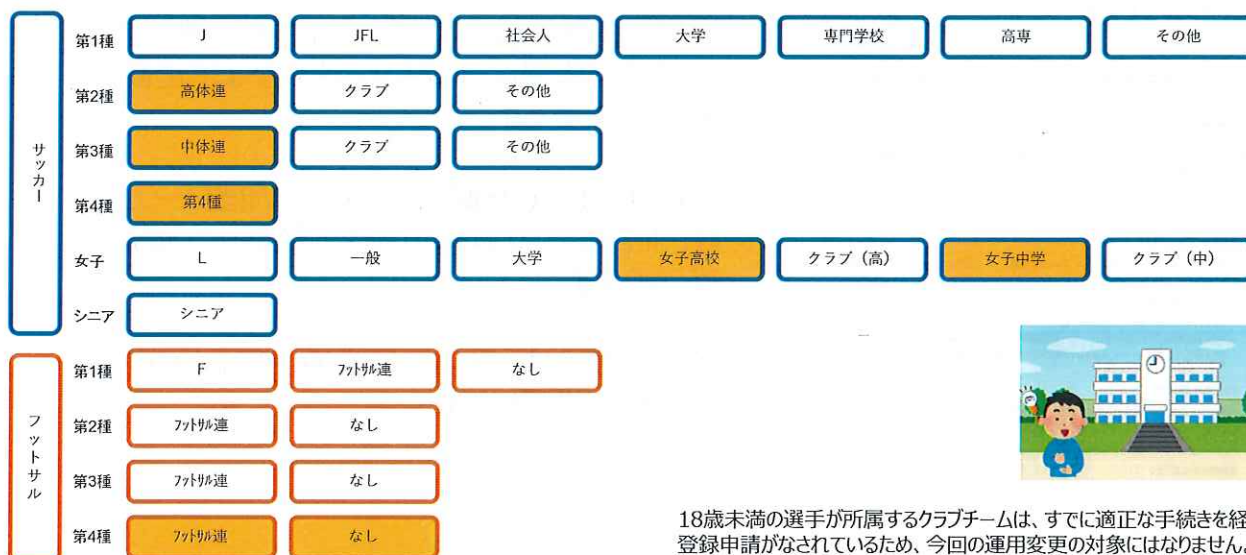 サッカー
第1種 J JFL 社会人 大学 専門学校 高専 その他
第2種 高体連 クラブ その他
第3種 中体連 クラブ その他
第4種 第4種
女子 L 一般 大学 女子高校 クラブ（高） 女子中学 クラブ（中）
シニア シニア
フットサル
第1種 F フットサル連 なし
第2種 フットサル連 なし
第3種 フットサル連 なし
第4種 フットサル連 なし
18歳未満の選手が所属するクラブチームは、すでに適正な手続きを経
登録申請がなされているため、今回の運用変更の対象にはなりません。